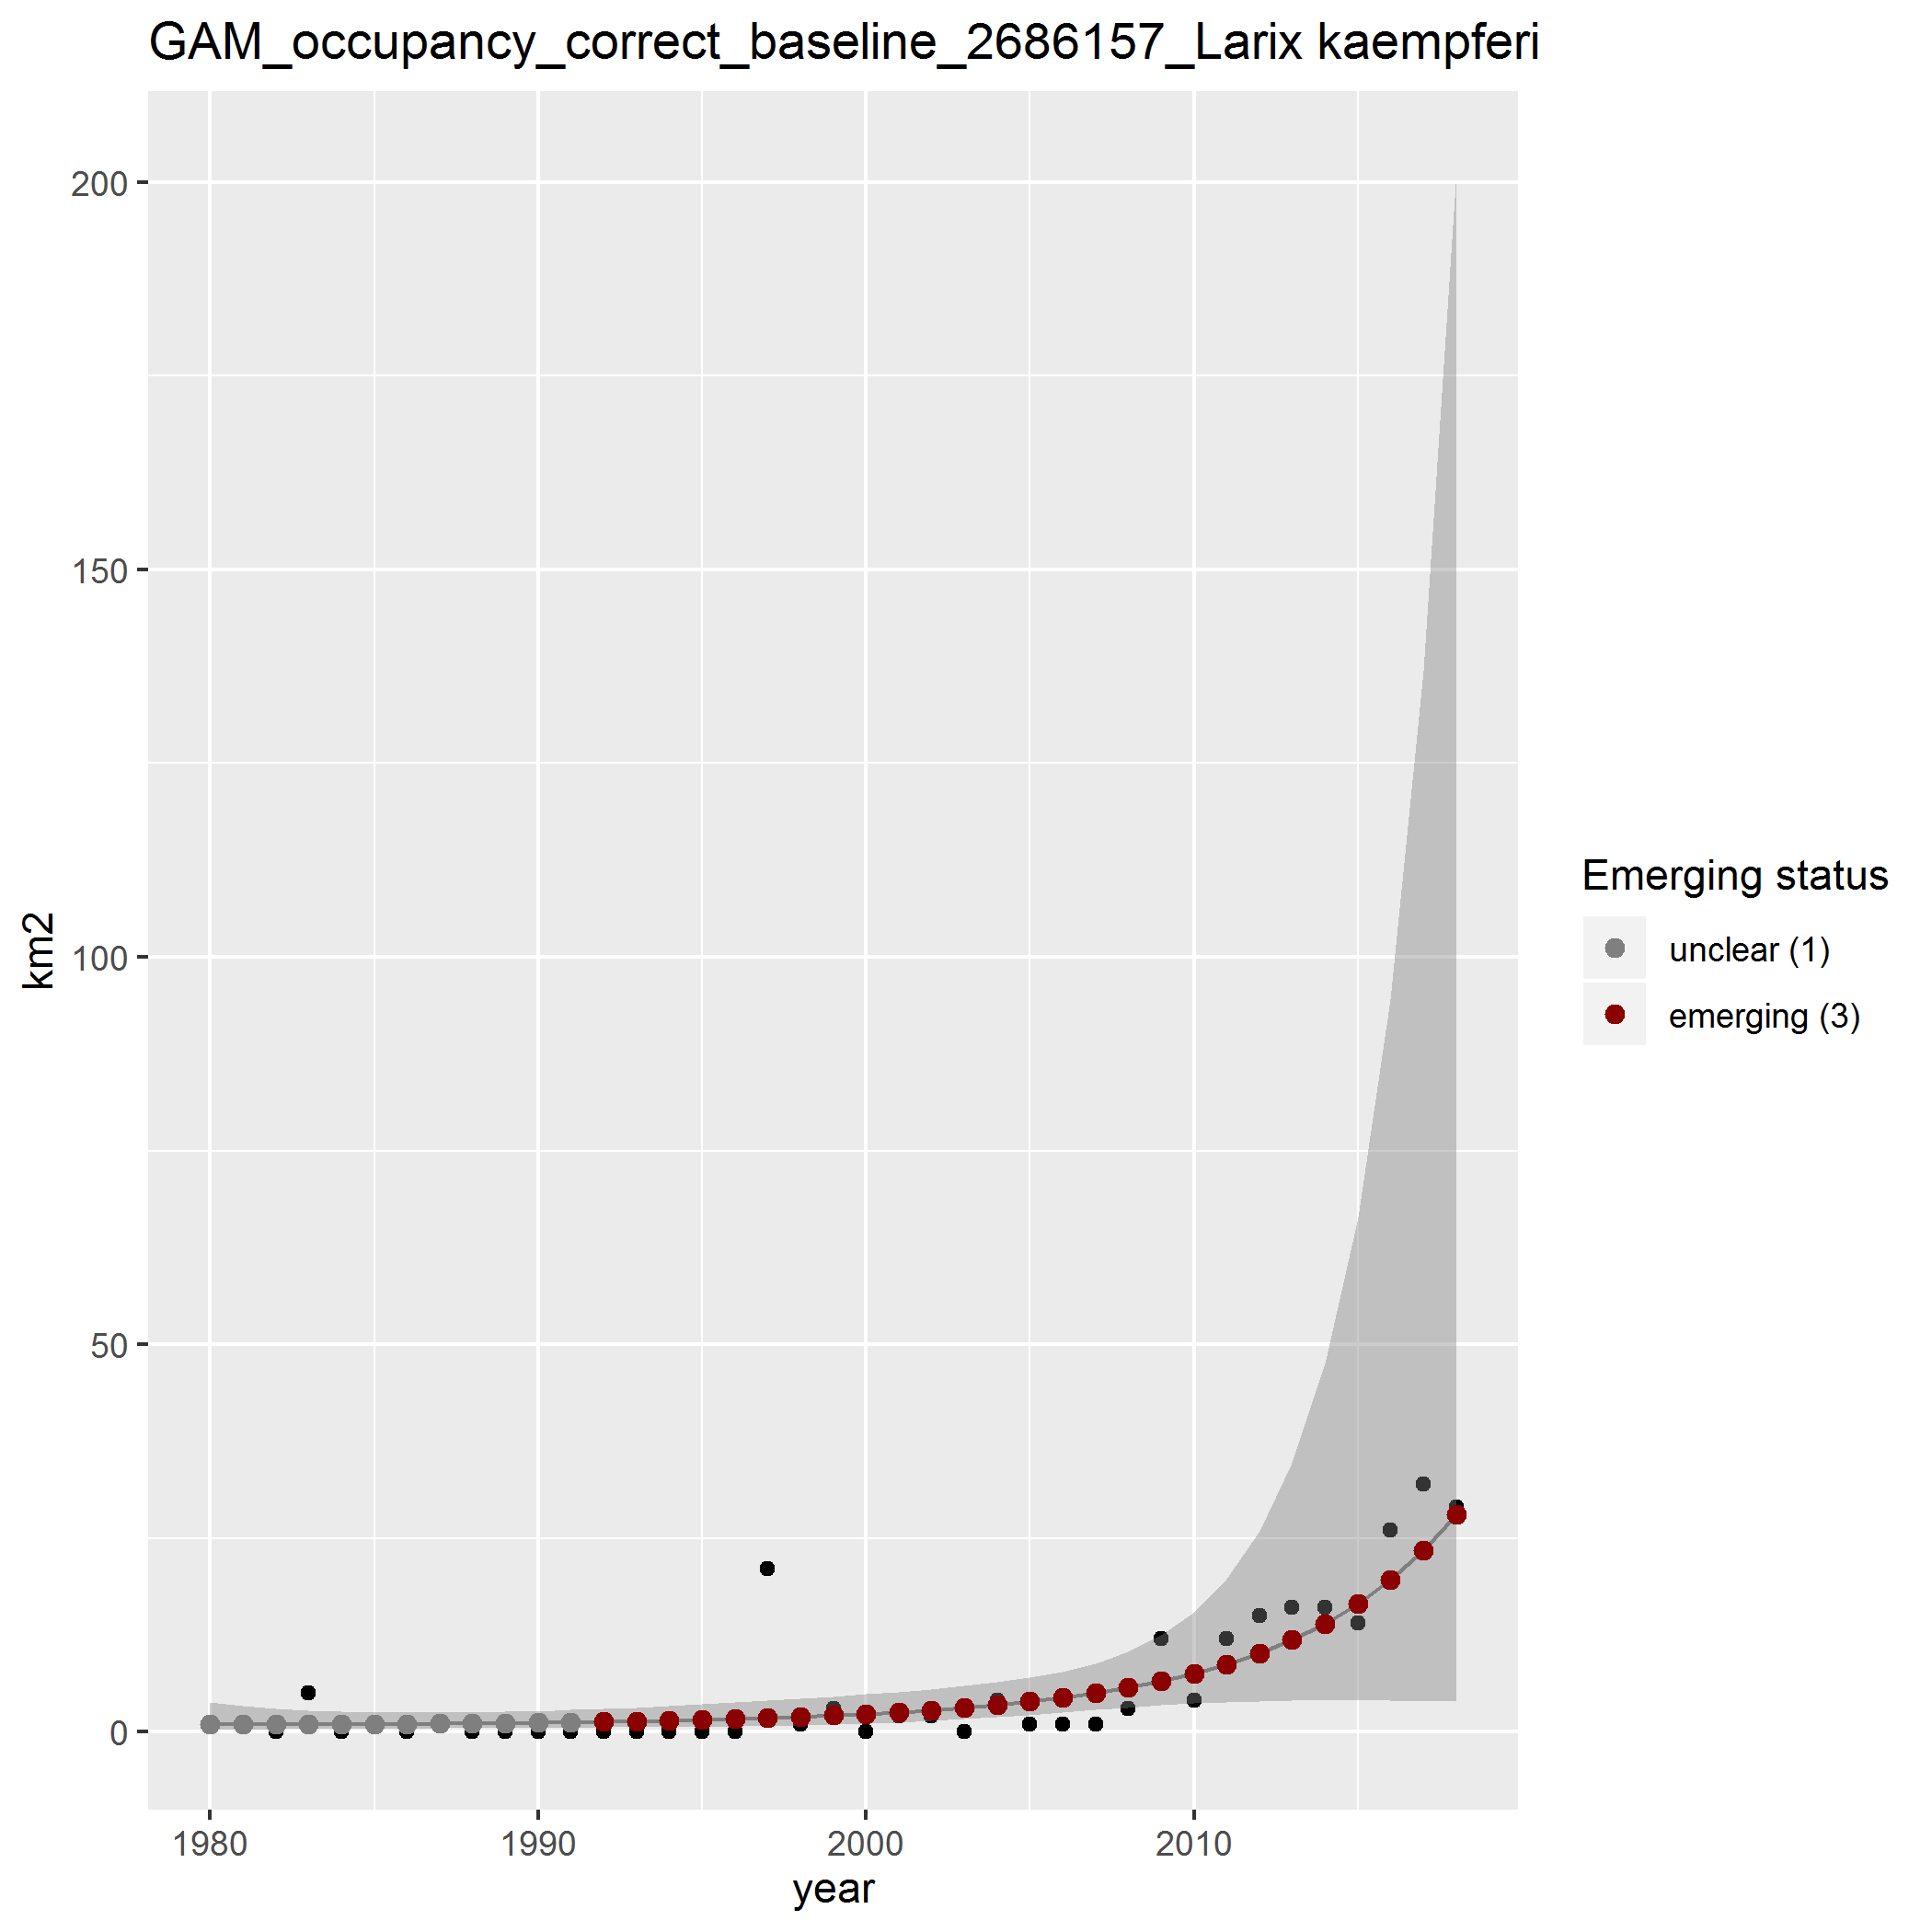 GAM_occupancy_correct_baseline_2686157_Larix kaempferi
200
150
100
50
0
km2
1980 1990 2000 2010
year
Emerging status
unclear (1)
emerging (3)